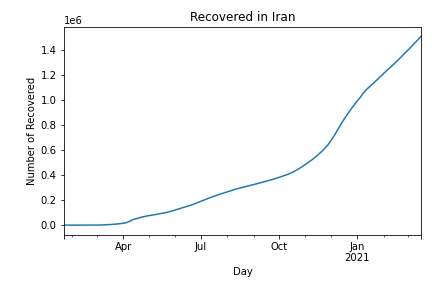 Recovered in Iran
1e6
Number of Recovered
1.4
1.2
1.0
0.8
0.6
0.4
0.2
0.0
Apr
Jul
Oct
Jan
2021
Day